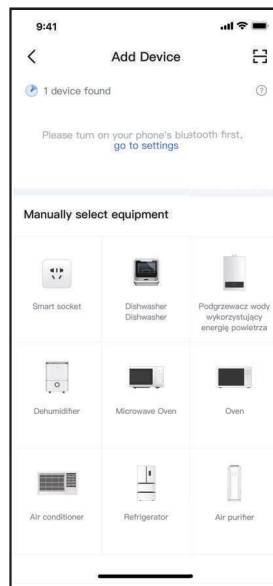 9:41
Add Device
1 device found
Please turn on your phone's bluetooth first,
go to settings
Manually select equipment
Smart socket
Dishwasher
Dishwasher
Podgrzewacz wody
wykorzystujący
energię powietrza
Dehumidifier
Microwave Oven
Oven
Air conditioner
Refrigerator
Air purifier